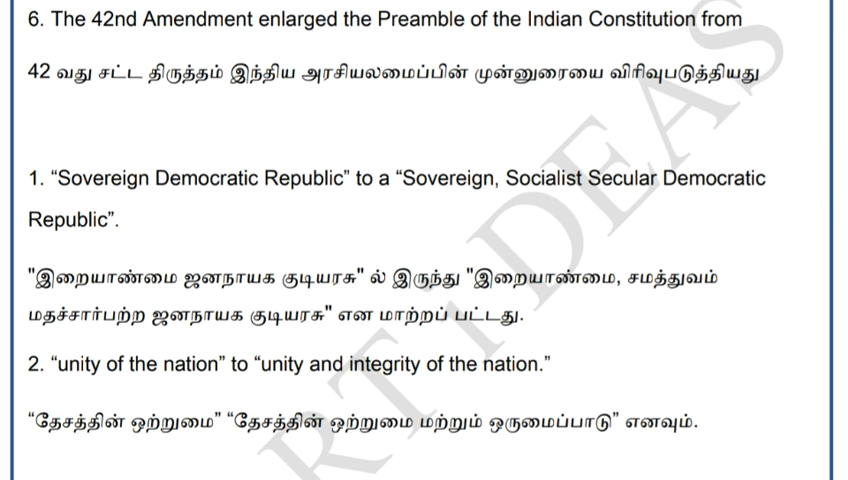 6. The 42nd Amendment enlarged the Preamble of the Indian Constitution from
42 வது சட்ட திருத்தம் இந்திய அரசியலமைப்பின் முன்னுரையை விரிவுபடுத்தியது
1. “Sovereign Democratic Republic” to a “Sovereign, Socialist Secular Democratic
Republic”.
"இறையாண்மை ஜனநாயக குடியரசு" ல் இருந்து "இறையாண்மை, சமத்துவம்
மதச்சார்பற்ற ஜனநாயக குடியரசு" என மாற்றப் பட்டது.
2. “unity of the nation” to “unity and integrity of the nation.”
“தேசத்தின் ஒற்றுமை” “தேசத்தின் ஒற்றுமை மற்றும் ஒருமைப்பாடு” எனவும்.
RT i DEAS